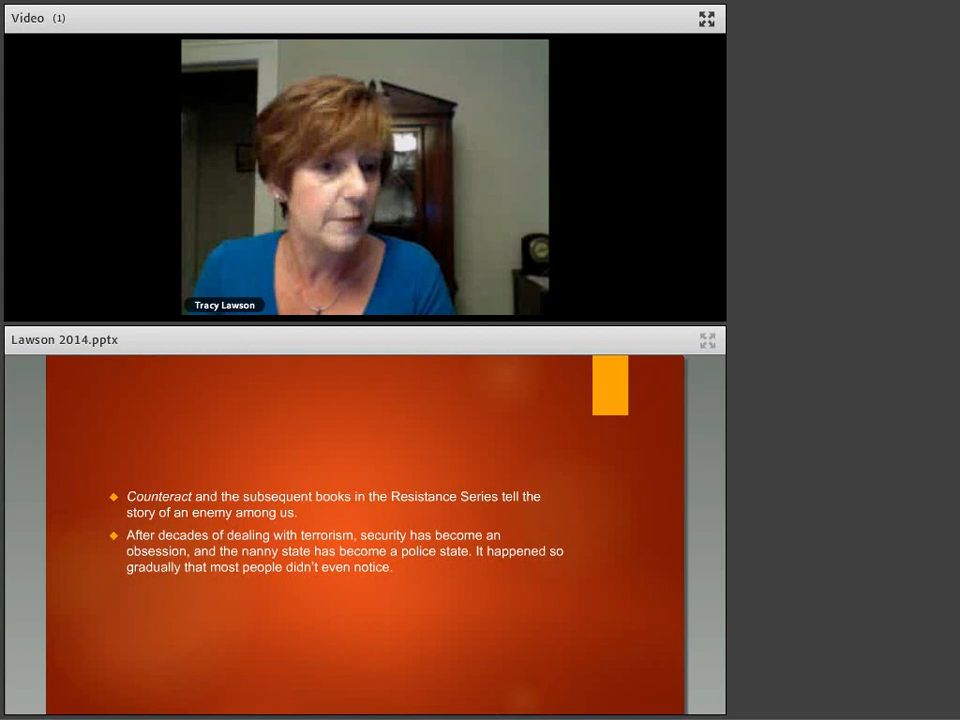 Video (1)
Tracy Lawson
Lawson 2014.pptx
Counteract and the subsequent books in the Resistance Series tell the
story of an enemy among us.
After decades of dealing with terrorism, security has become an
obsession, and the nanny state has become a police state. It happened so
gradually that most people didn't even notice.